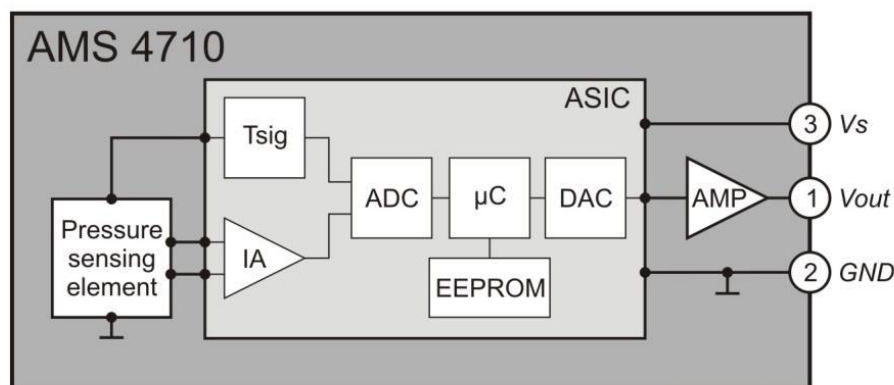 AMS 4710
ASIC
Tsig
3 Vs
ADC
µC
DAC
AMP
1 Vout
Pressure
sensing
element
IA
EEPROM
2 GND